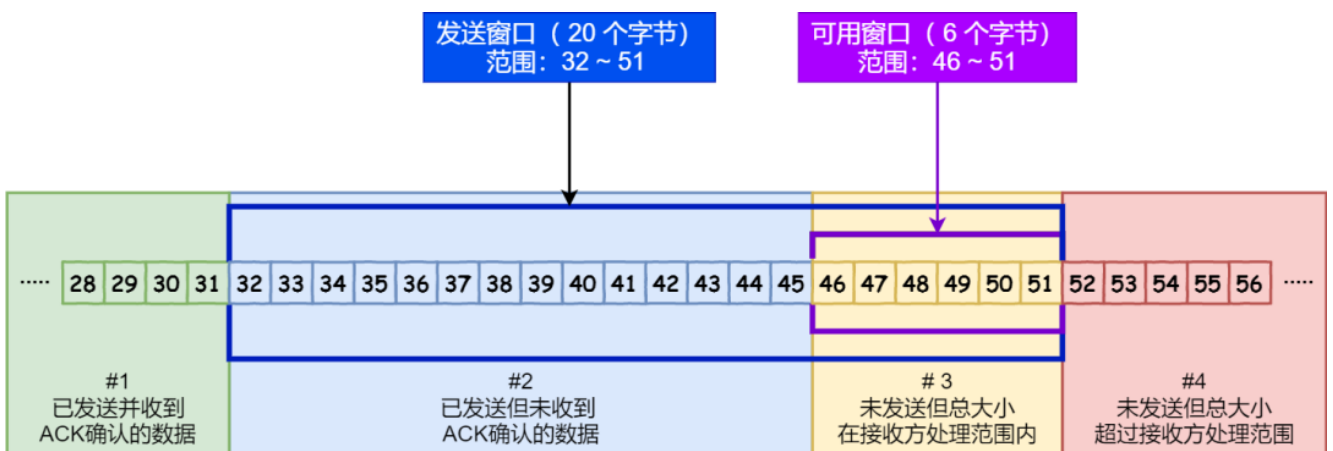 发送窗口（ 20 个字节）
范围：32 ~ 51
可用窗口（ 6 个字节）
范围：46 ~ 51
····· 28 29 30 31 32 33 34 35 36 37 38 39 40 41 42 43 44 45 46 47 48 49 50 51 52 53 54 55 56 ·····
#1
已发送并收到
ACK确认的数据
#2
已发送但未收到
ACK确认的数据
# 3
未发送但总大小
在接收方处理范围内
#4
未发送但总大小
超过接收方处理范围